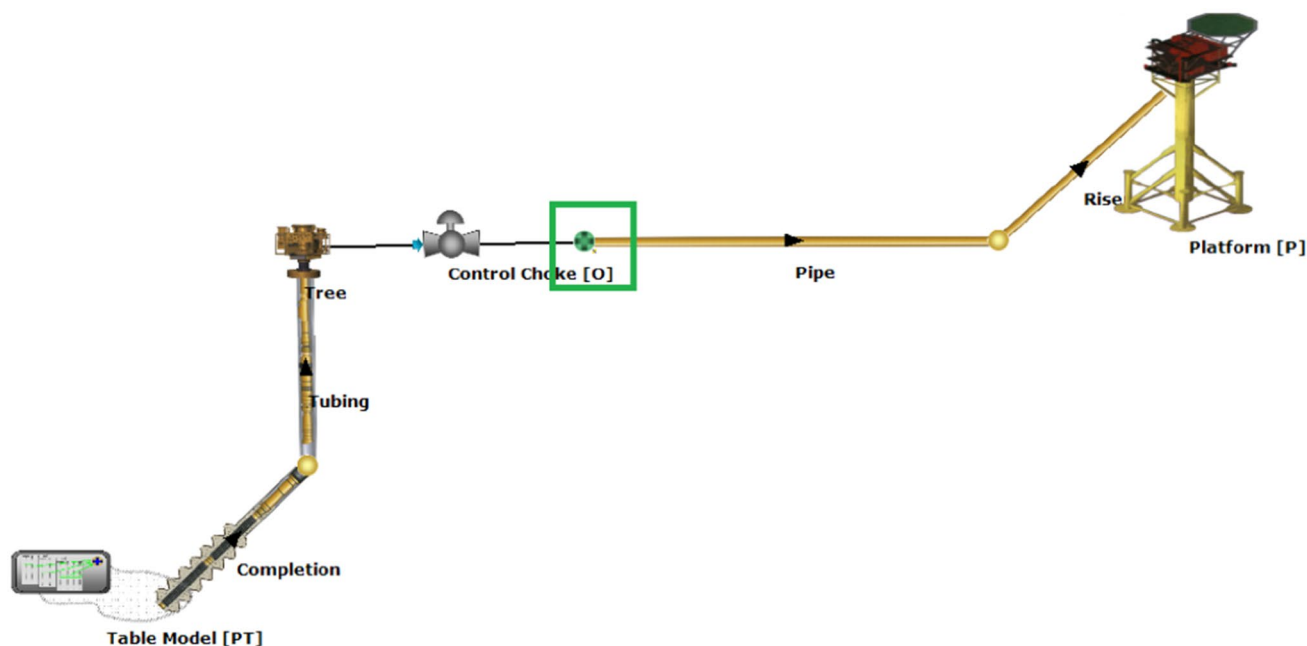 Rise
Platform [P]
Control Choke [O]
Pipe
Tree
Tubing
Completion
Table Model [PT]